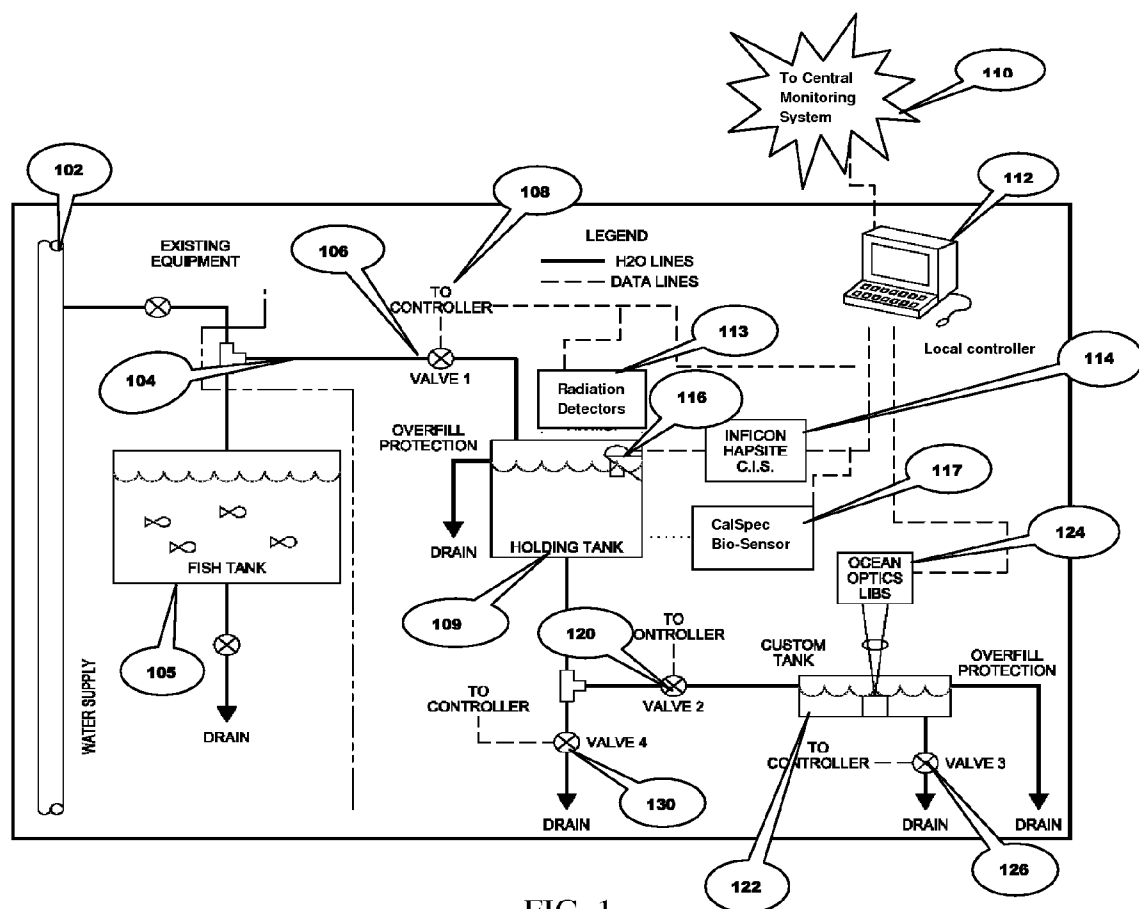 To Central
Monitoring
System
110
102
112
108
EXISTING
EQUIPMENT
106
LEGEND
H2O LINES
DATA LINES
TO
CONTROLLER
113
114
Local controller
104
VALVE 1
Radiation
Detectors
116
OVERFILL
PROTECTION
INFICON
HAPSITE
C.I.S.
117
DRAIN
HOLDING TANK
CalSpec
Bio-Sensor
124
FISH TANK
OCEAN
OPTICS
LIBS
109
120
TO
ONTROLLER
105
CUSTOM
TANK
OVERFILL
PROTECTION
WATER SUPPLY
DRAIN
TO
CONTROLLER
VALVE 2
VALVE 4
TO
CONTROLLER
VALVE 3
130
DRAIN
DRAIN
DRAIN
122
126
FIG. 1